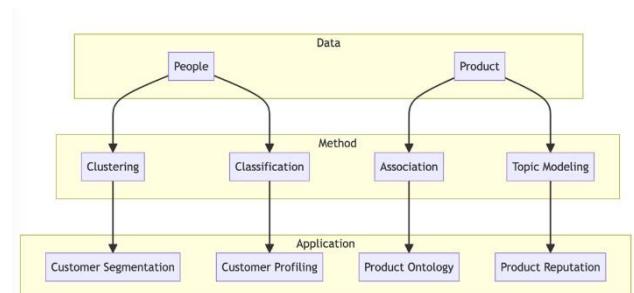 Data
People
Product
Method
Clustering
Classification
Association
Topic Modeling
Application
Customer Segmentation
Customer Profiling
Product Ontology
Product Reputation